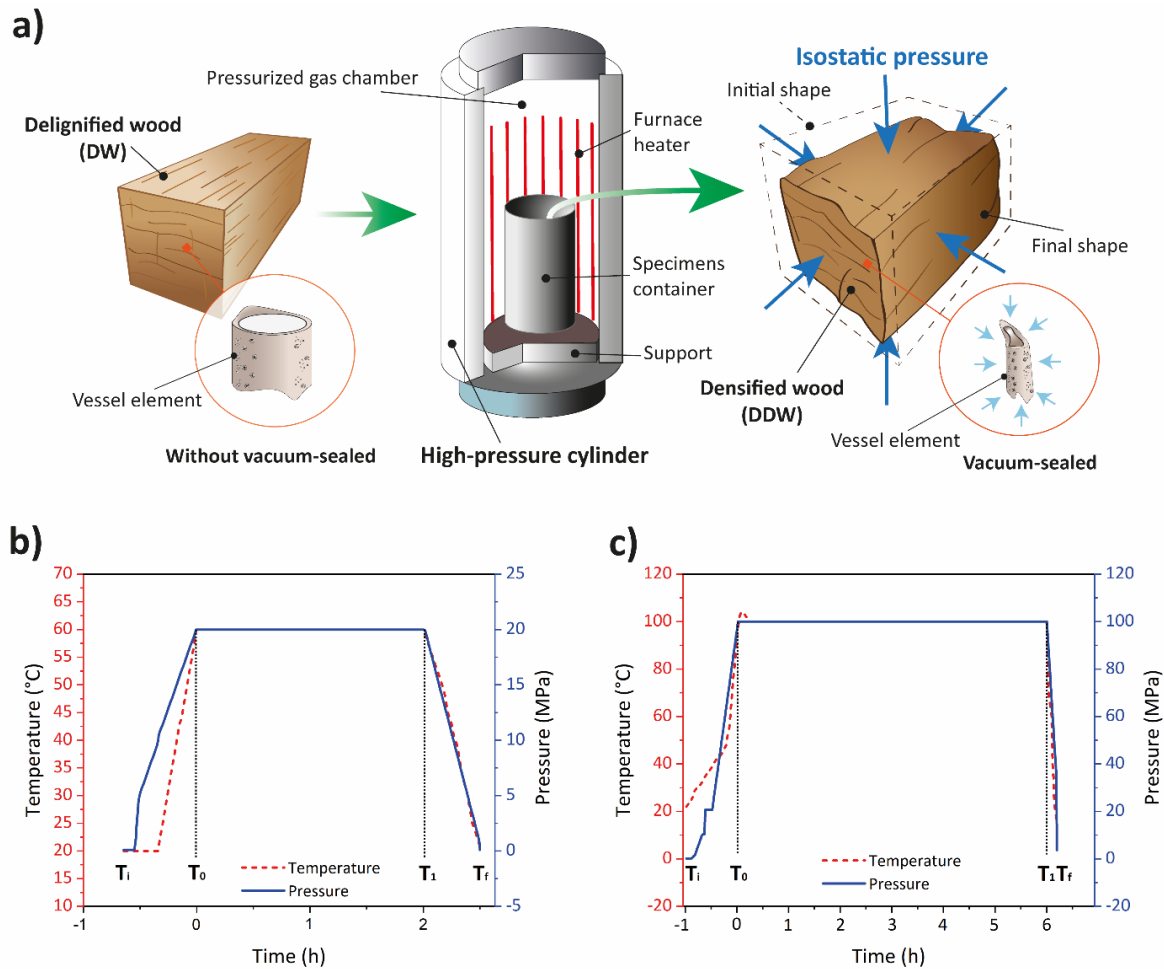 a)
Isostatic pressure
Pressurized gas chamber
Initial shape
Delignified wood
(DW)
Furnace
heater
Final shape
Specimens
container
Support
Vessel element
Densified wood
(DDW)
Vessel element
Without vacuum-sealed
High-pressure cylinder
Vacuum-sealed
b)
70
65
60
55
50
45
40
35
30
25
20
15
10
Temperature (°C)
25
20
15
10
5
0
-5
Pressure (MPa)
Ti
T0
T1
Tf
Temperature
Pressure
-1
0
1
2
Time (h)
c)
120
100
80
60
40
20
0
-20
Temperature (°C)
120
100
80
60
40
20
0
-20
Pressure (MPa)
Ti
T0
T1
Tf
Temperature
Pressure
-1
0
1
2
3
4
5
6
7
Time (h)